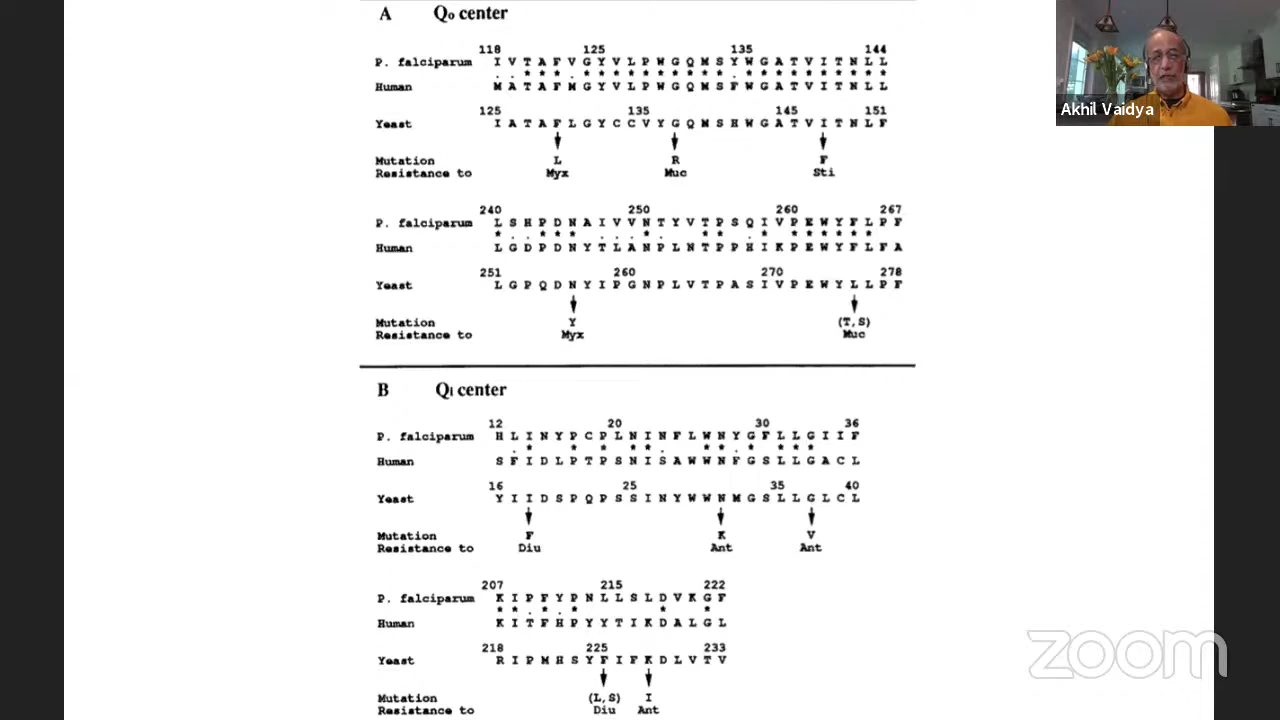 A Qo center
118 125 135 144
P. falciparum I V T A F V G Y V L P W G Q M S Y W G A T V I T N L L
. . * * * . * * * * * * * * * * . * * * * * * * * * *
Human M A T A F M G Y V L P W G Q M S F W G A T V I T N L L
125 135 145 151
Yeast I A T A F L G Y C C V Y G Q M S H W G A T V I T N L F
Mutation L R F
Resistance to Myx Muc Sti
240 250 260 267
P. falciparum L S H P D N A I V V N T Y V T P S Q I V P E W Y F L P F
Human L G D P D N Y T L A N P L N T P P H I K P E W Y F L F A
251 260 270 278
Yeast L G P Q D N Y I P G N P L V T P A S I V P E W Y L L P F
Mutation Y (T,S)
Resistance to Myx Muc
B Qi center
12 20 30 36
P. falciparum H L I N Y P C P L N I N F L W N Y G F L L G I I F
Human S F I D L P T P S N I S A W W N F G S L L G A C L
16 25 35 40
Yeast Y I I D S P Q P S S I N Y W W N M G S L L G L C L
Mutation F K V
Resistance to Diu Ant Ant
207 215 222
P. falciparum K I P F Y P N L L S L D V K G F
* * . * . * * *
Human K I T F H P Y Y T I K D A L G L
218 225 233
Yeast R I P M H S Y F I F K D L V T V
Mutation (L,S) I
Resistance to Diu Ant
Akhil Vaidya
zoom